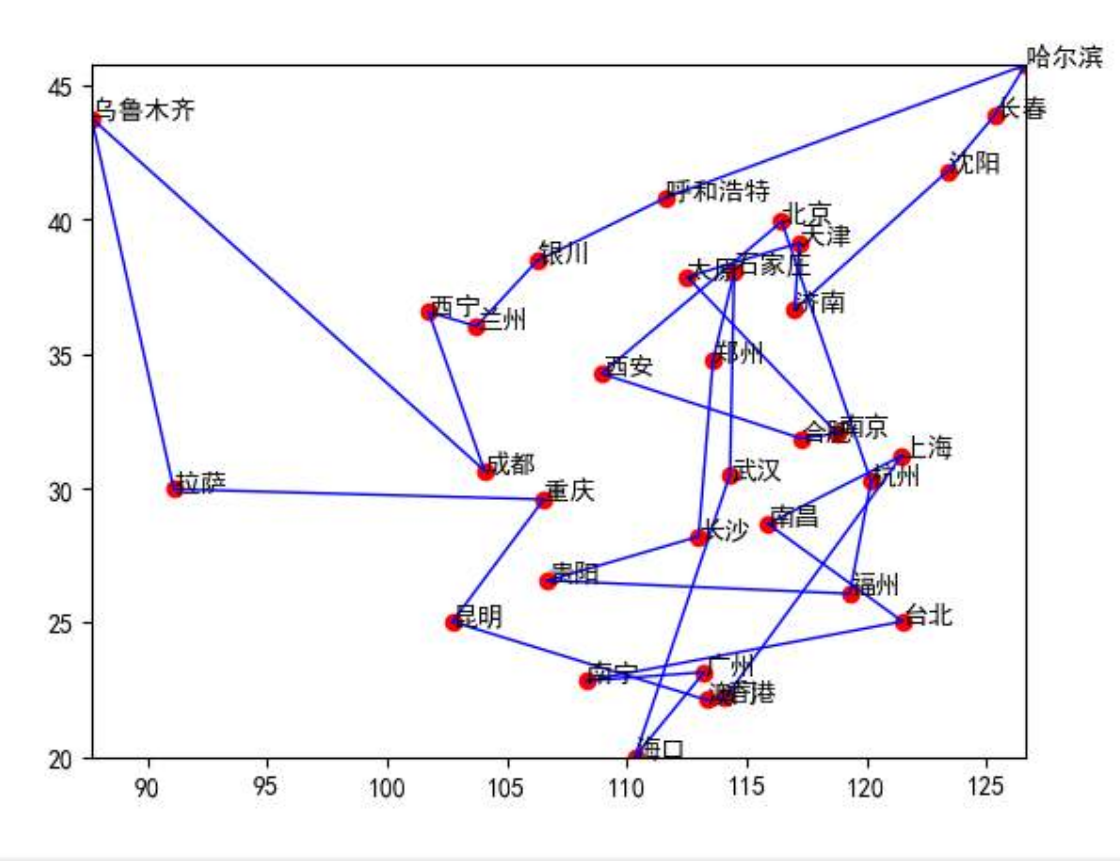 哈尔滨
45
乌鲁木齐
长春
沈阳
呼和浩特
40
北京
天津
银川
石家庄
太原
西宁
济南
兰州
35
郑州
西安
南京
合肥
上海
成都
武汉
杭州
拉萨
30
重庆
南昌
长沙
贵阳
福州
25
昆明
台北
广州
南宁
澳门
香港
海口
20
90
95
100
105
110
115
120
125